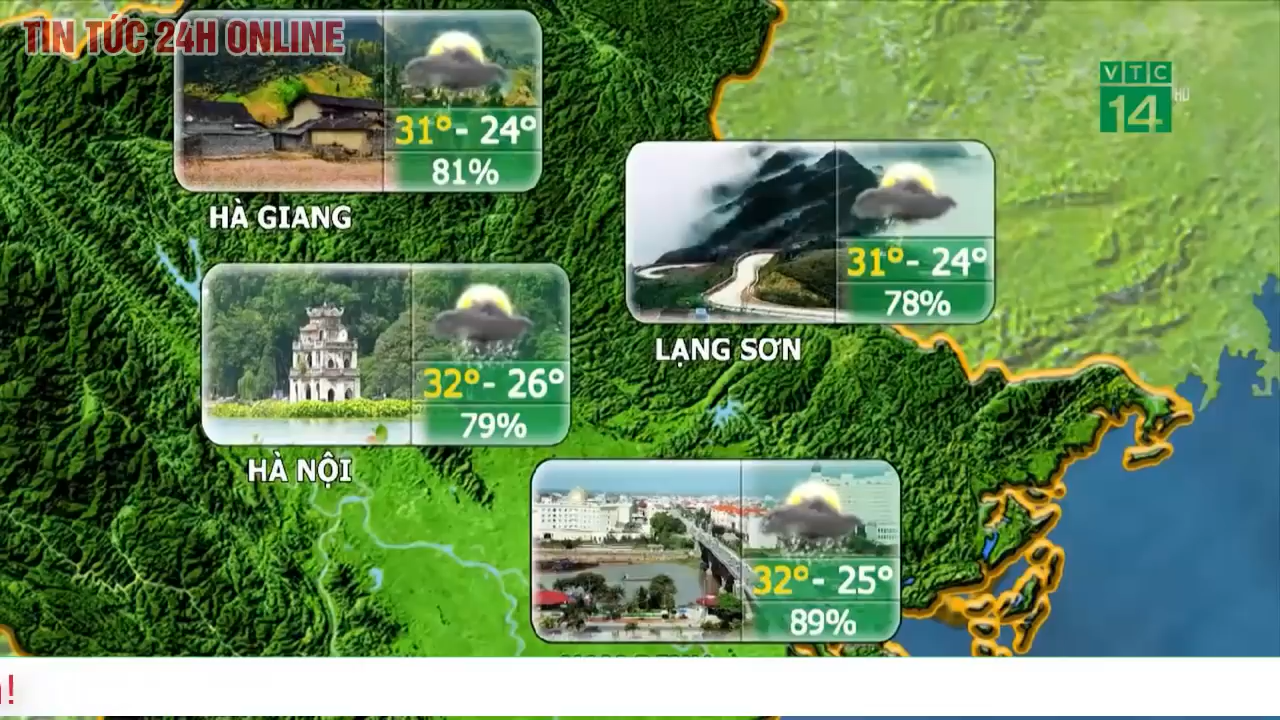 TIN TỨC 24H ONLINE
VTC
14
HD
31°- 24°
81%
HÀ GIANG
31°- 24°
78%
LẠNG SƠN
32°- 26°
79%
HÀ NỘI
32°- 25°
89%
!